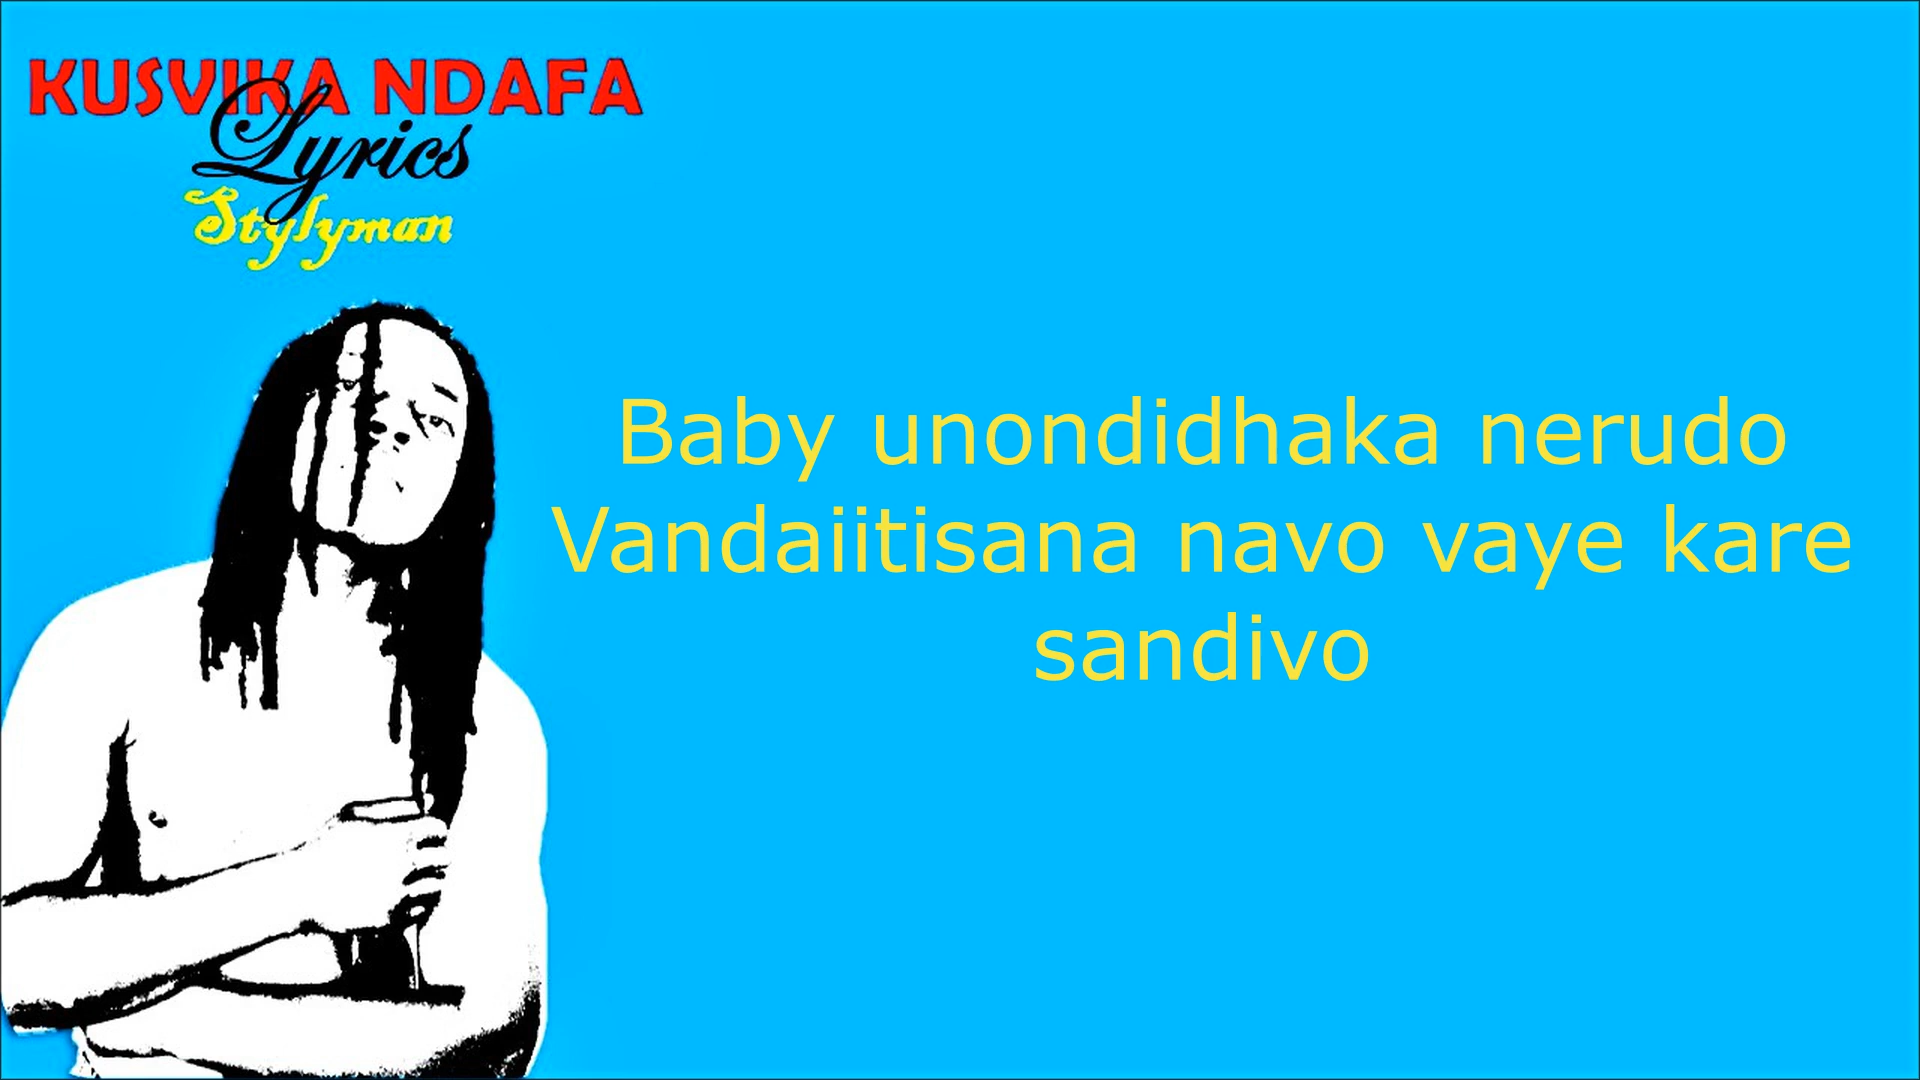 KUSVIKA NDAFA
Lyrics
Stylyman
Baby unondidhaka nerudo
Vandaiitisana navo vaye kare
sandivo